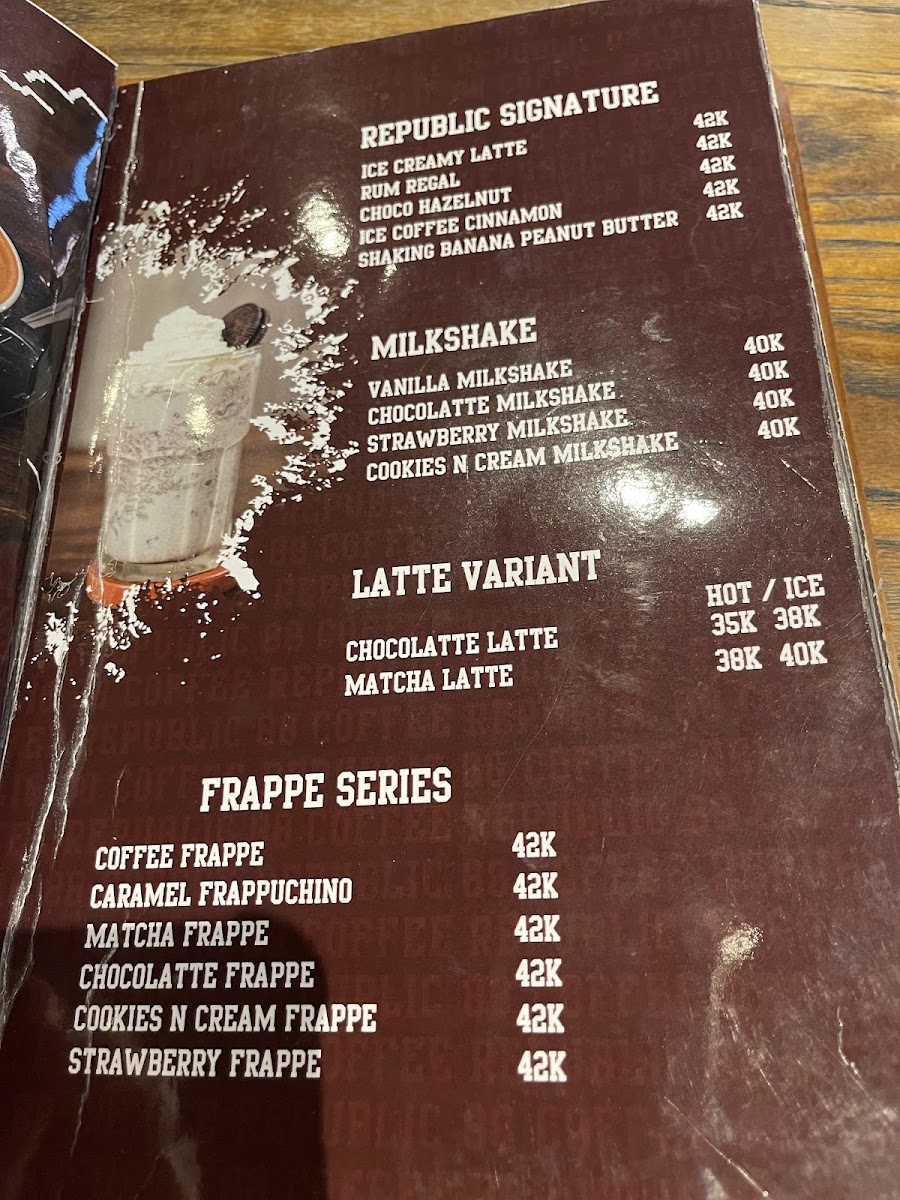 REPUBLIC SIGNATURE
ICE CREAMY LATTE 42K
RUM REGAL 42K
CHOCO HAZELNUT 42K
ICE COFFEE CINNAMON 42K
SHAKING BANANA PEANUT BUTTER 42K
MILKSHAKE
VANILLA MILKSHAKE 40K
CHOCOLATTE MILKSHAKE 40K
STRAWBERRY MILKSHAKE 40K
COOKIES N CREAM MILKSHAKE 40K
LATTE VARIANT
HOT / ICE
CHOCOLATTE LATTE 35K 38K
MATCHA LATTE 38K 40K
FRAPPE SERIES
COFFEE FRAPPE 42K
CARAMEL FRAPPUCHINO 42K
MATCHA FRAPPE 42K
CHOCOLATTE FRAPPE 42K
COOKIES N CREAM FRAPPE 42K
STRAWBERRY FRAPPE 42K